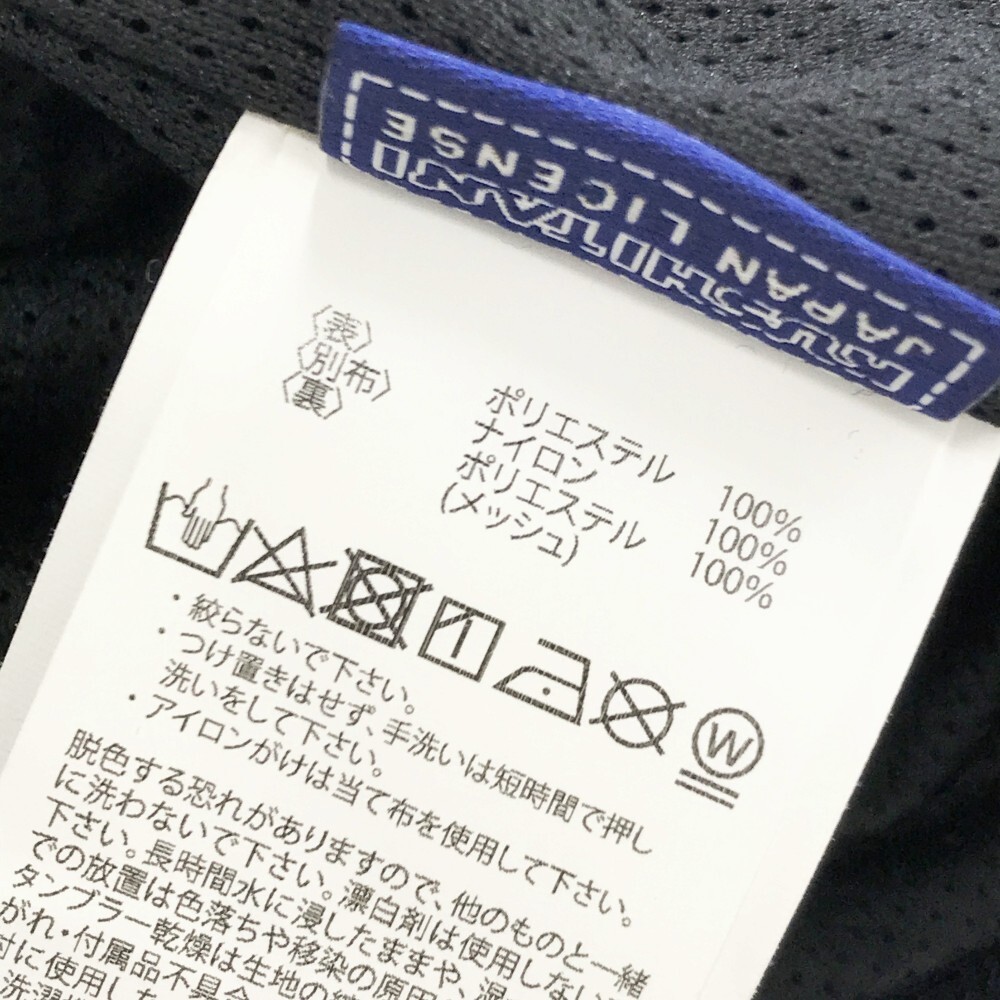 JAPAN LICENSE
〈表〉 ポリエステル 100%
〈別布〉 ナイロン 100%
〈裏〉 ポリエステル 100%
(メッシュ)
W
・絞らないで下さい。
・つけ置きはせず、手洗いは短時間で押し
洗いをして下さい。
・アイロンがけは当て布を使用して下さい。
脱色する恐れがありますので、他のものと一緒
に洗わないで下さい。漂白剤は使用しない
下さい。長時間水に浸したままや、湿
での放置は色落ちや移染の原因
タンブラー乾燥は生地の
がれ・付属品不具合
に使用し